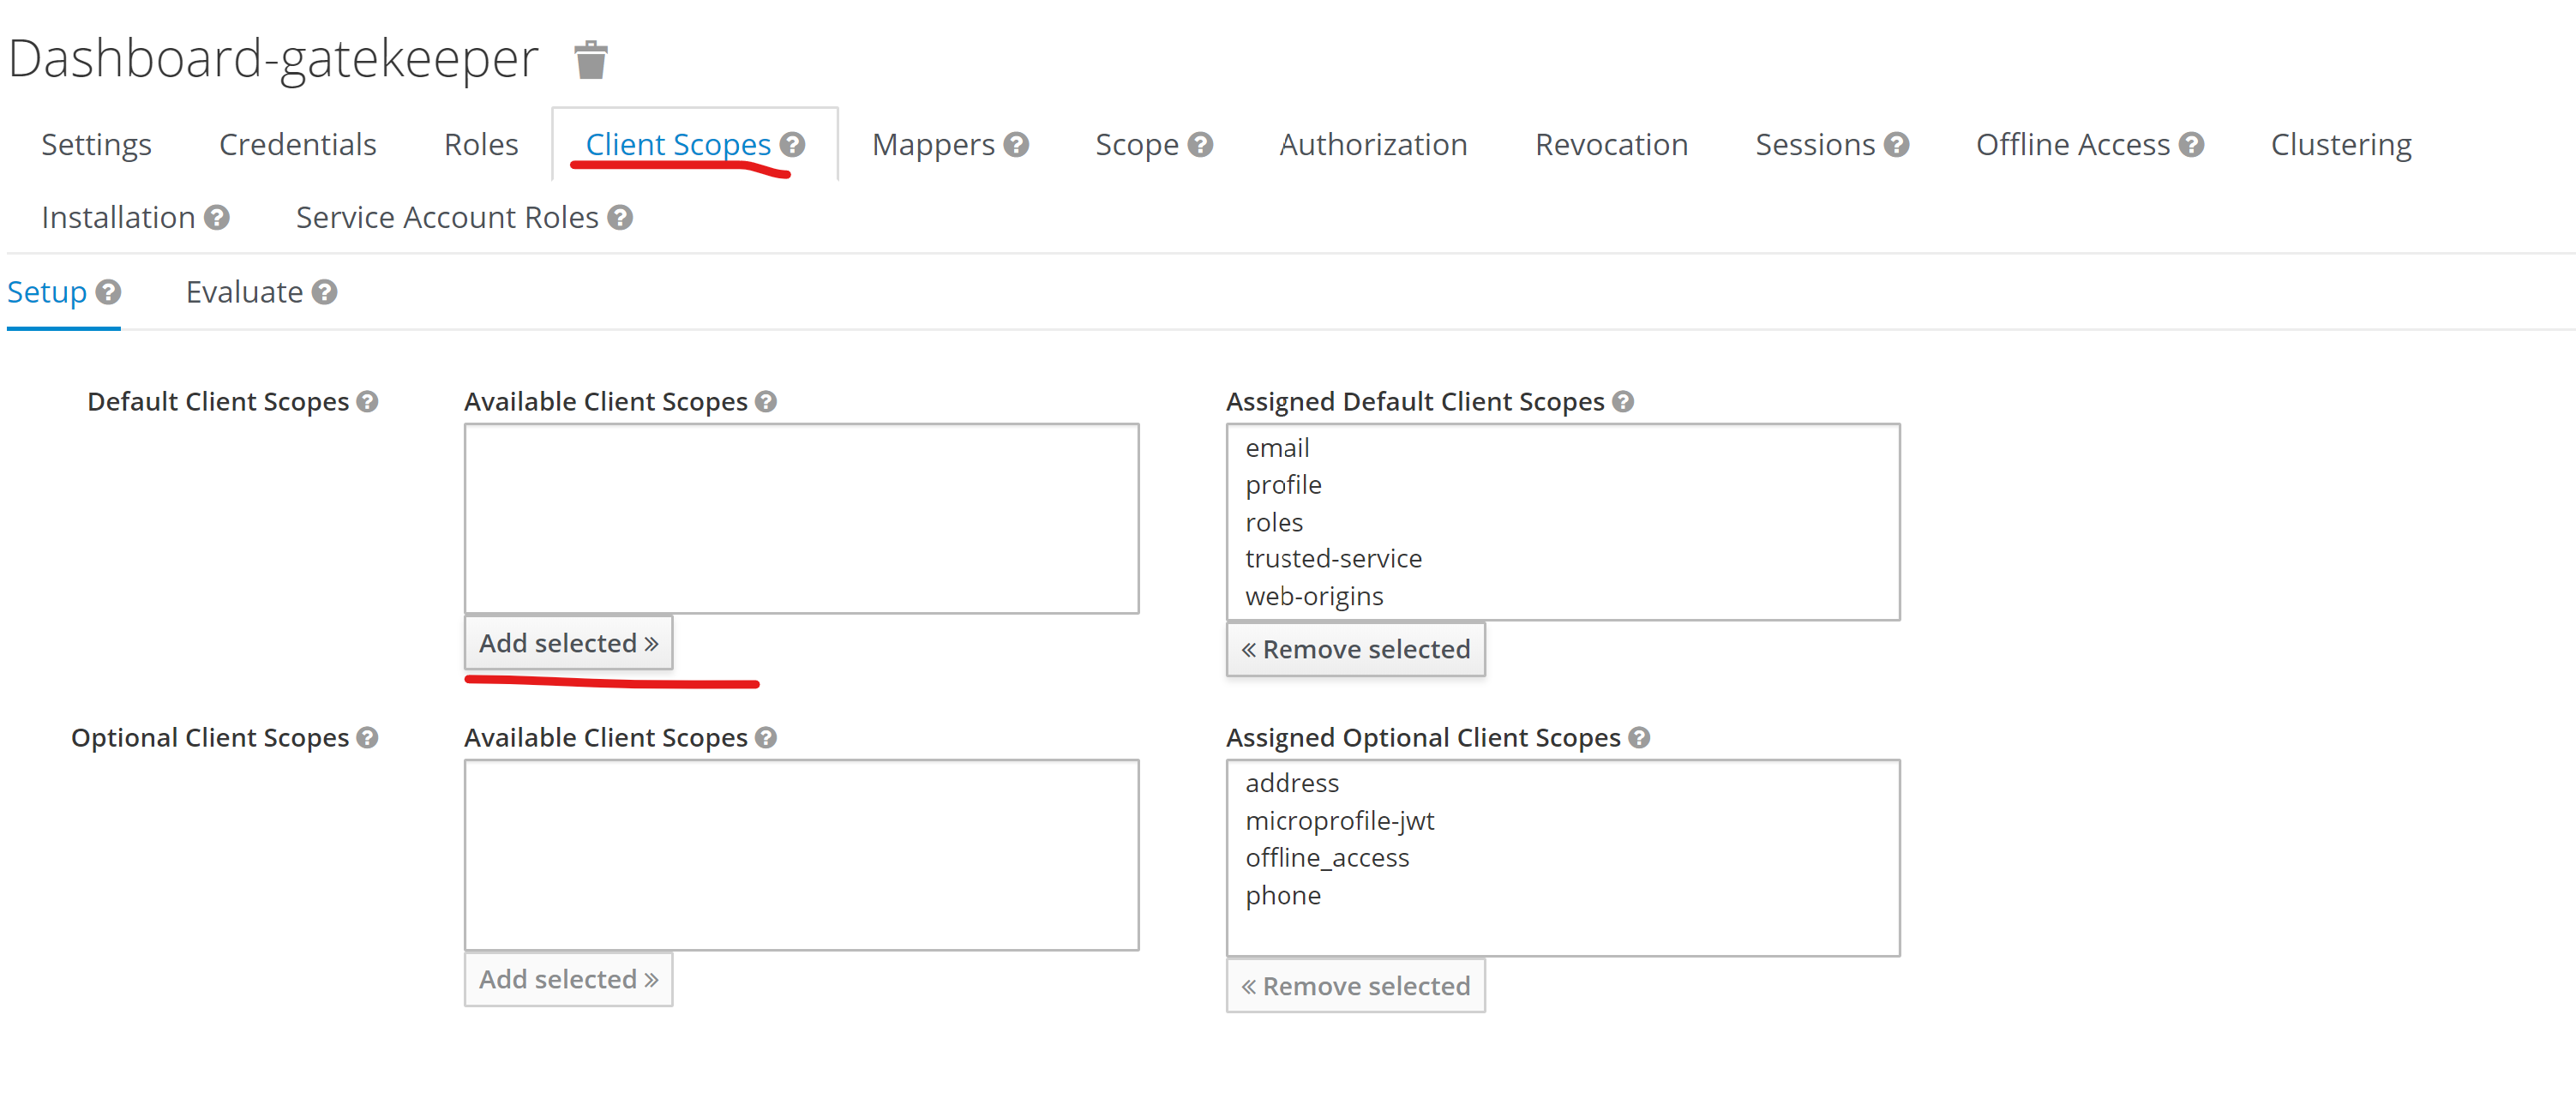 Dashboard-gatekeeper
Settings Credentials Roles Client Scopes ? Mappers ? Scope ? Authorization Revocation Sessions ? Offline Access ? Clustering
Installation ? Service Account Roles ?
Setup ? Evaluate ?
Default Client Scopes ? Available Client Scopes ? Assigned Default Client Scopes ?
email
profile
roles
trusted-service
web-origins
Add selected » « Remove selected
Optional Client Scopes ? Available Client Scopes ? Assigned Optional Client Scopes ?
address
microprofile-jwt
offline_access
phone
Add selected » « Remove selected